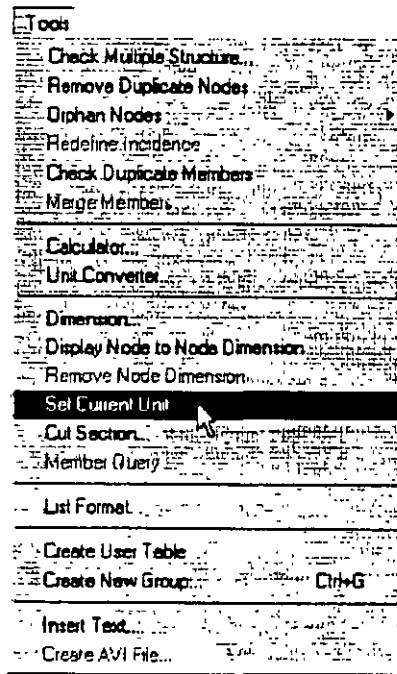 Tools
Check Multiple Structure...
Remove Duplicate Nodes
Orphan Nodes
Redefine Incidence
Check Duplicate Members
Merge Members
Calculator...
Unit Converter...
Dimension...
Display Node to Node Dimension
Remove Node Dimension
Set Current Unit
Cut Section...
Member Query
List Format...
Create User Table
Create New Group... Ctrl+G
Insert Text...
Create AVI File...